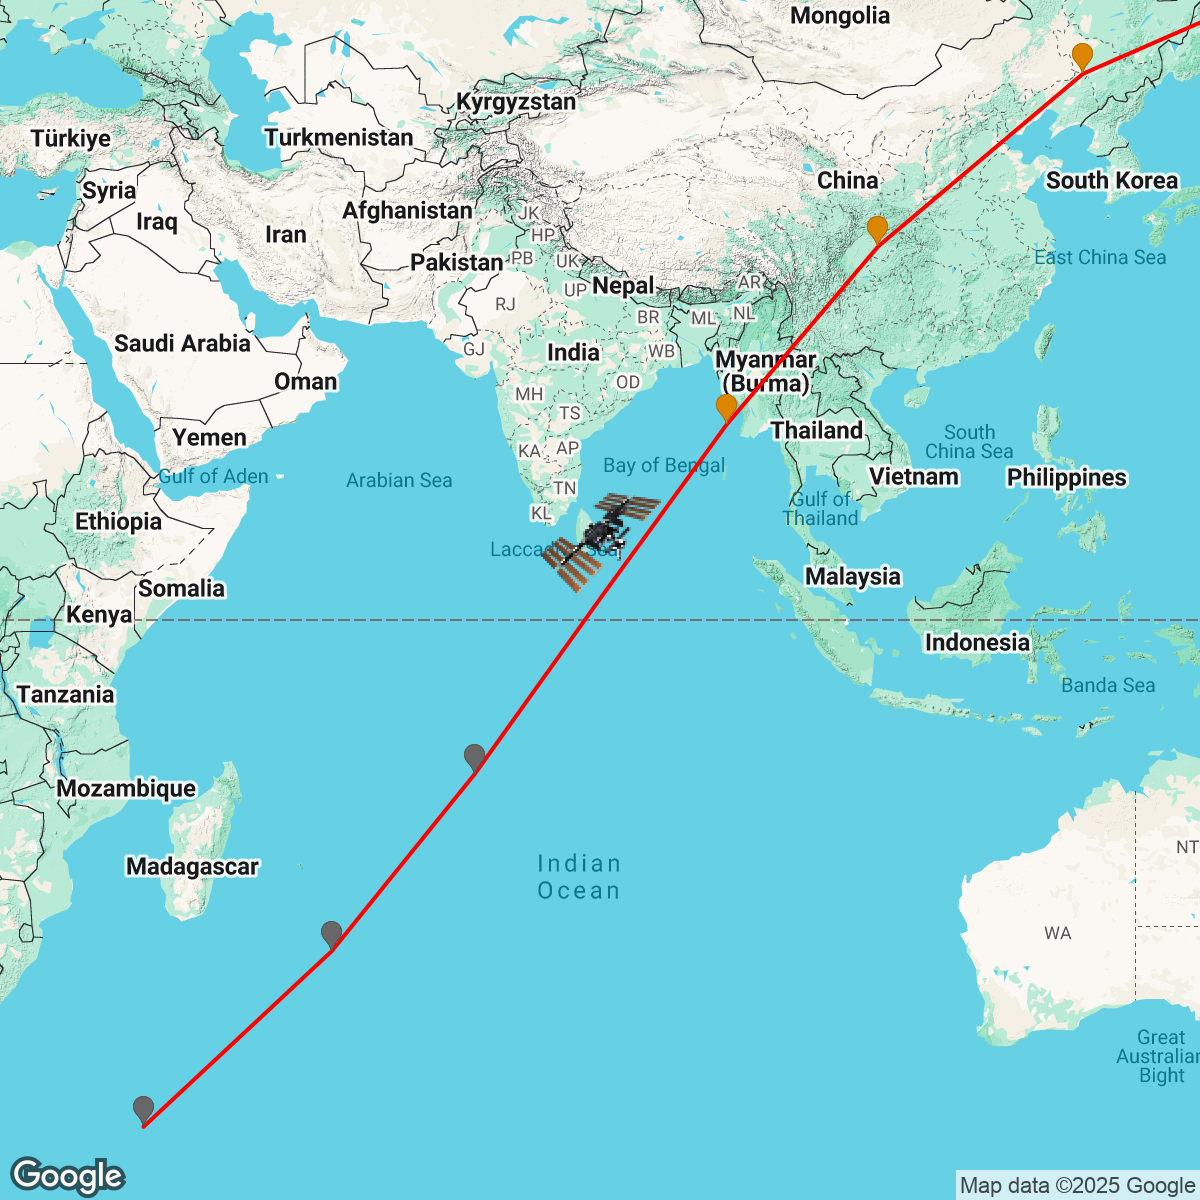 Mongolia
Kyrgyzstan
Türkiye
Turkmenistan
Syria
China
South Korea
Afghanistan
JK
Iraq
Iran
HP
Pakistan
PB
UK
East China Sea
Nepal
AR
UP
RJ
BR
ML
NL
Saudi Arabia
GJ
India
WB
Myanmar
(Burma)
Oman
OD
MH
TS
Yemen
KA
AP
Thailand
South
China Sea
Bay of Bengal
Gulf of Aden
Arabian Sea
TN
Vietnam
Philippines
KL
Gulf of
Thailand
Ethiopia
Laccad
Sea
Somalia
Malaysia
Kenya
Indonesia
Tanzania
Banda Sea
Mozambique
Madagascar
Indian
Ocean
NT
WA
Great
Australian
Bight
Google
Map data ©2025 Google